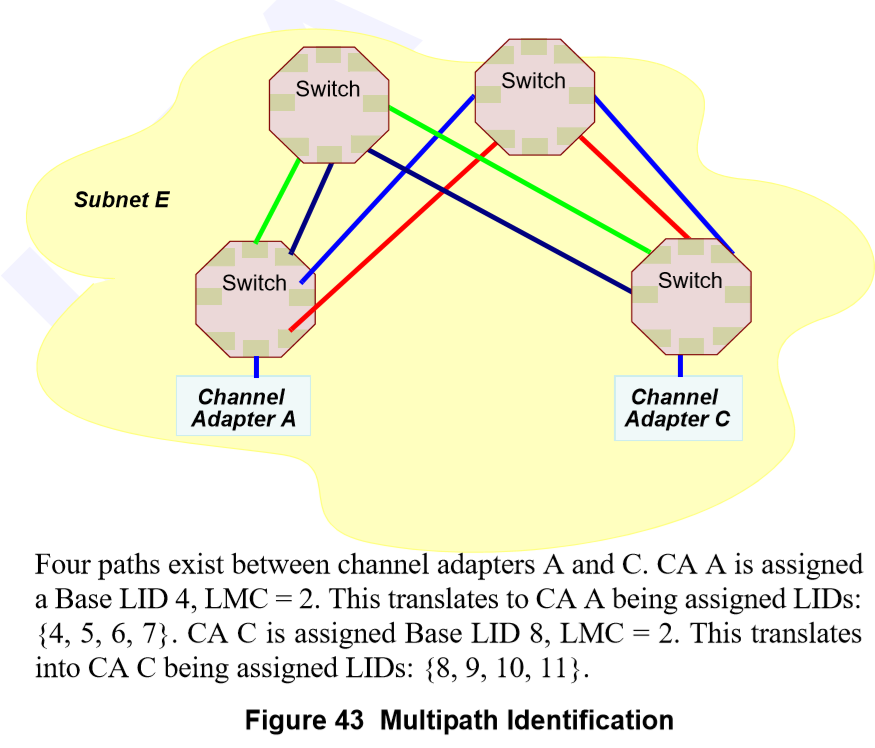 Switch
Switch
Subnet E
Switch
Switch
Channel
Adapter A
Channel
Adapter C
Four paths exist between channel adapters A and C. CA A is assigned
a Base LID 4, LMC = 2. This translates to CA A being assigned LIDs:
{4, 5, 6, 7}. CA C is assigned Base LID 8, LMC = 2. This translates
into CA C being assigned LIDs: {8, 9, 10, 11}.
Figure 43 Multipath Identification